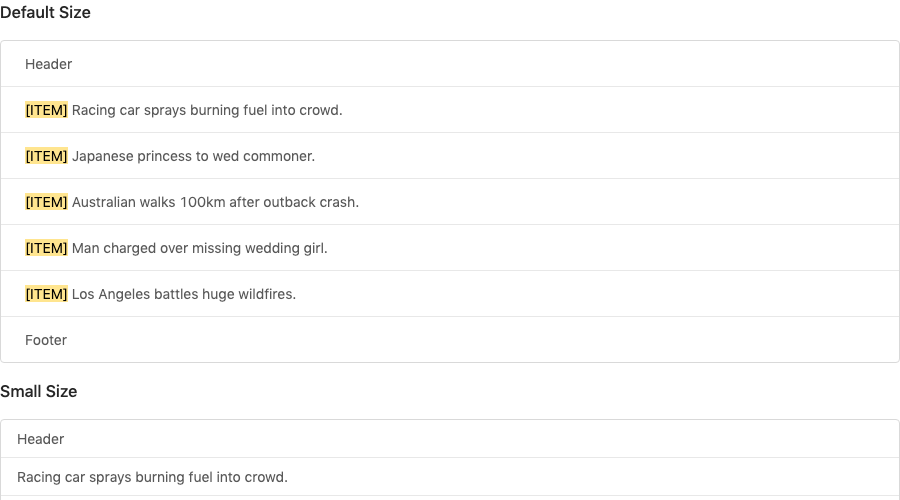 Default Size
Header
[ITEM] Racing car sprays burning fuel into crowd.
[ITEM] Japanese princess to wed commoner.
[ITEM] Australian walks 100km after outback crash.
[ITEM] Man charged over missing wedding girl.
[ITEM] Los Angeles battles huge wildfires.
Footer
Small Size
Header
Racing car sprays burning fuel into crowd.